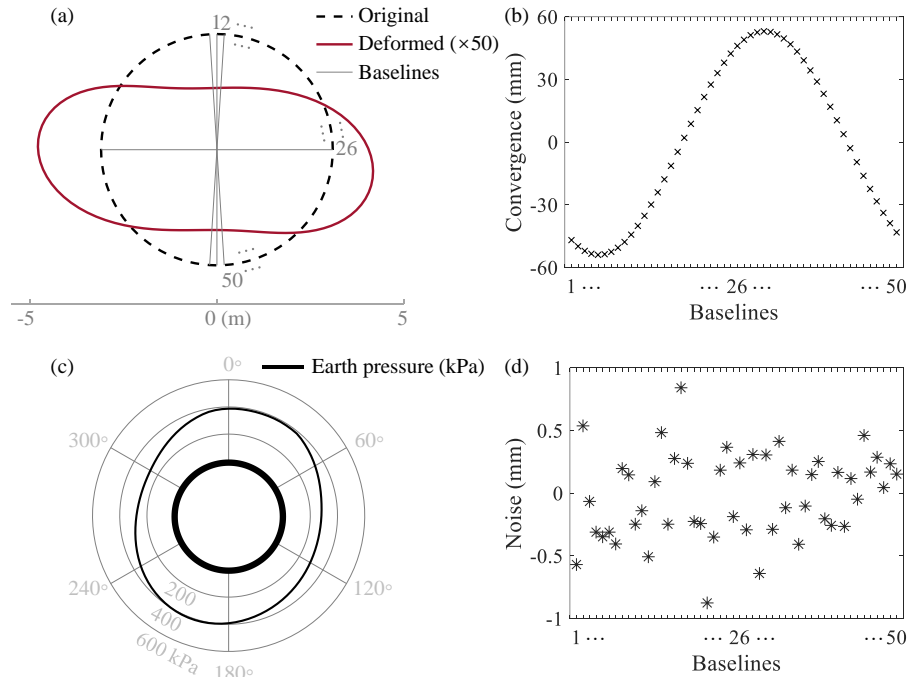 (a)
12
Original
Deformed (×50)
Baselines
26
50
-5
0 (m)
5
(b)
60
30
0
-30
-60
Convergence (mm)
1 ··· ··· 26 ··· ··· 50
Baselines
(c)
Earth pressure (kPa)
0°
60°
120°
180°
240°
300°
200
400
600 kPa
(d)
1
0.5
0
-0.5
-1
Noise (mm)
1 ··· ··· 26 ··· ··· 50
Baselines